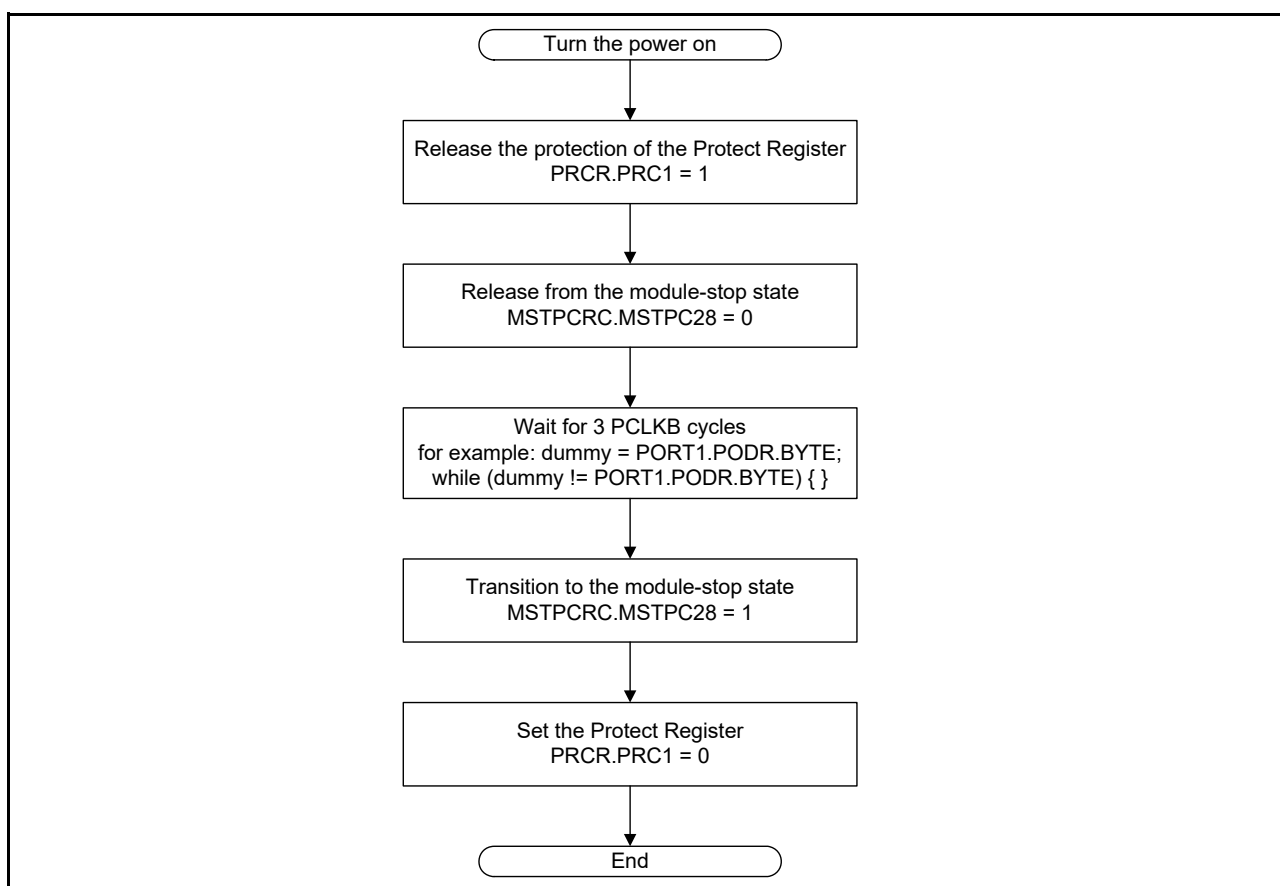 Turn the power on
Release the protection of the Protect Register
PRCR.PRC1 = 1
Release from the module-stop state
MSTPCRC.MSTPC28 = 0
Wait for 3 PCLKB cycles
for example: dummy = PORT1.PODR.BYTE;
while (dummy != PORT1.PODR.BYTE) { }
Transition to the module-stop state
MSTPCRC.MSTPC28 = 1
Set the Protect Register
PRCR.PRC1 = 0
End